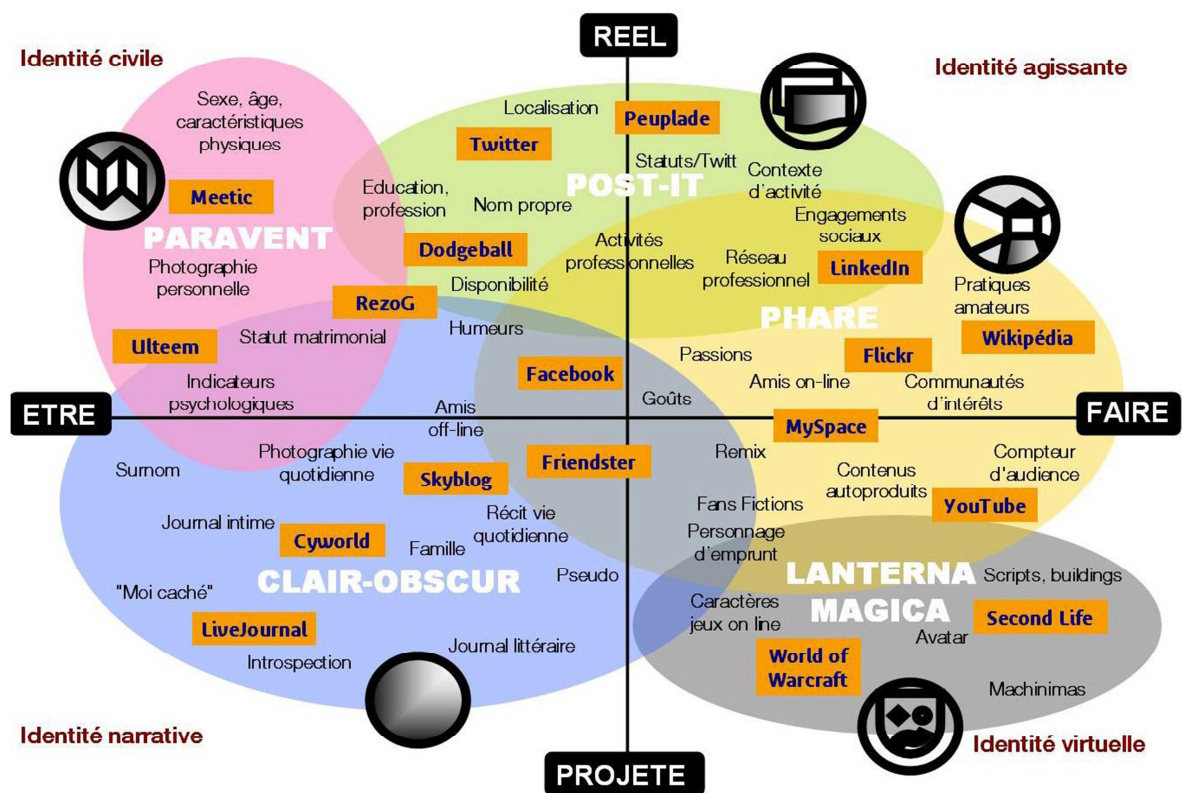 REEL
Identité civile
Identité agissante
Sexe, âge,
caractéristiques
physiques
Localisation
Peuplade
Twitter
Statuts/Twitt
Contexte
d'activité
POST-IT
Meetic
Education,
profession
Nom propre
Engagements
sociaux
PARAVENT
Dodgeball
Activités
professionnelles
Réseau
professionnel
LinkedIn
Photographie
personnelle
Disponibilité
Pratiques
amateurs
RezoG
PHARE
Humeurs
Statut matrimonial
Ulteem
Wikipédia
Passions
Flickr
Facebook
Indicateurs
psychologiques
Amis on-line
Communautés
d'intérêts
Goûts
ETRE
Amis
off-line
MySpace
FAIRE
Photographie vie
quotidienne
Surnom
Skyblog
Friendster
Remix
Contenus
autoproduits
Compteur
d'audience
Fans Fictions
YouTube
Journal intime
Récit vie
quotidienne
Cyworld
Famille
Personnage
d'emprunt
CLAIR-OBSCUR
Pseudo
LANTERNA
MAGICA
Scripts, buildings
"Moi caché"
Caractères
jeux on line
Second Life
LiveJournal
Avatar
Journal littéraire
Introspection
World of
Warcraft
Machinimas
Identité narrative
Identité virtuelle
PROJETE